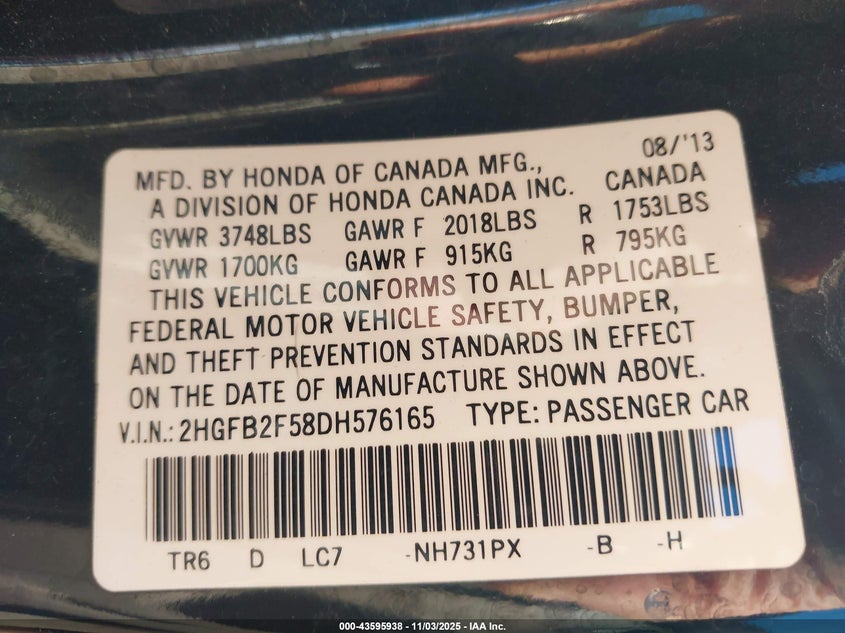 08/'13
MFD. BY HONDA OF CANADA MFG.,
A DIVISION OF HONDA CANADA INC. CANADA
GVWR 3748LBS GAWR F 2018LBS R 1753LBS
GVWR 1700KG GAWR F 915KG R 795KG
THIS VEHICLE CONFORMS TO ALL APPLICABLE
FEDERAL MOTOR VEHICLE SAFETY, BUMPER,
AND THEFT PREVENTION STANDARDS IN EFFECT
ON THE DATE OF MANUFACTURE SHOWN ABOVE.
V.I.N.: 2HGFB2F58DH576165 TYPE: PASSENGER CAR
TR6 D LC7 -NH731PX -B -H
000-43595938 - 11/03/2025 - IAA Inc.